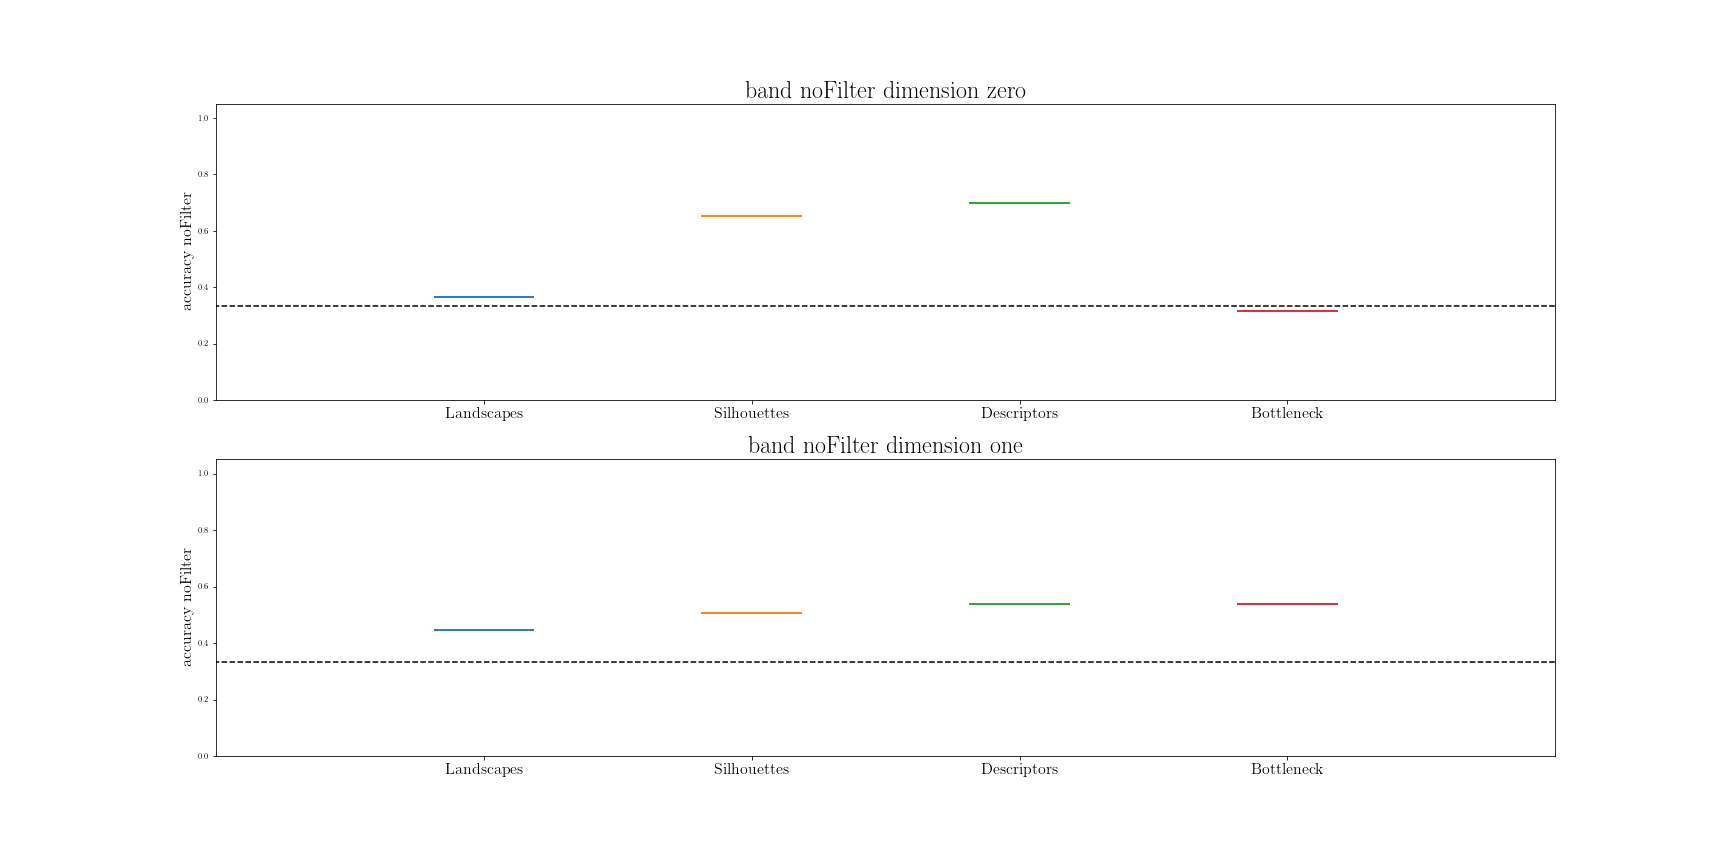 band noFilter dimension zero
accuracy noFilter
1.0
0.8
0.6
0.4
0.2
0.0
Landscapes Silhouettes Descriptors Bottleneck
band noFilter dimension one
accuracy noFilter
1.0
0.8
0.6
0.4
0.2
0.0
Landscapes Silhouettes Descriptors Bottleneck